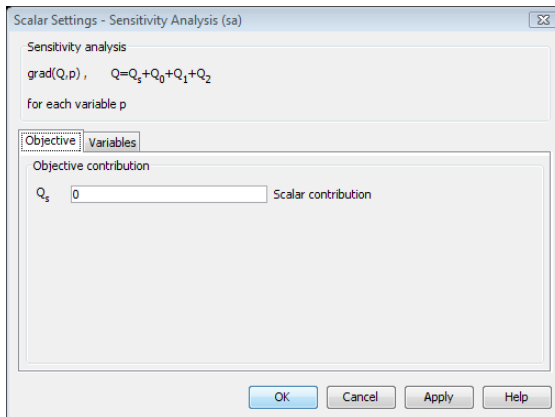 Scalar Settings - Sensitivity Analysis (sa)
Sensitivity analysis
grad(Q,p) , Q=Qs+Q0+Q1+Q2
for each variable p
Objective Variables
Objective contribution
Qs 0 Scalar contribution
OK Cancel Apply Help